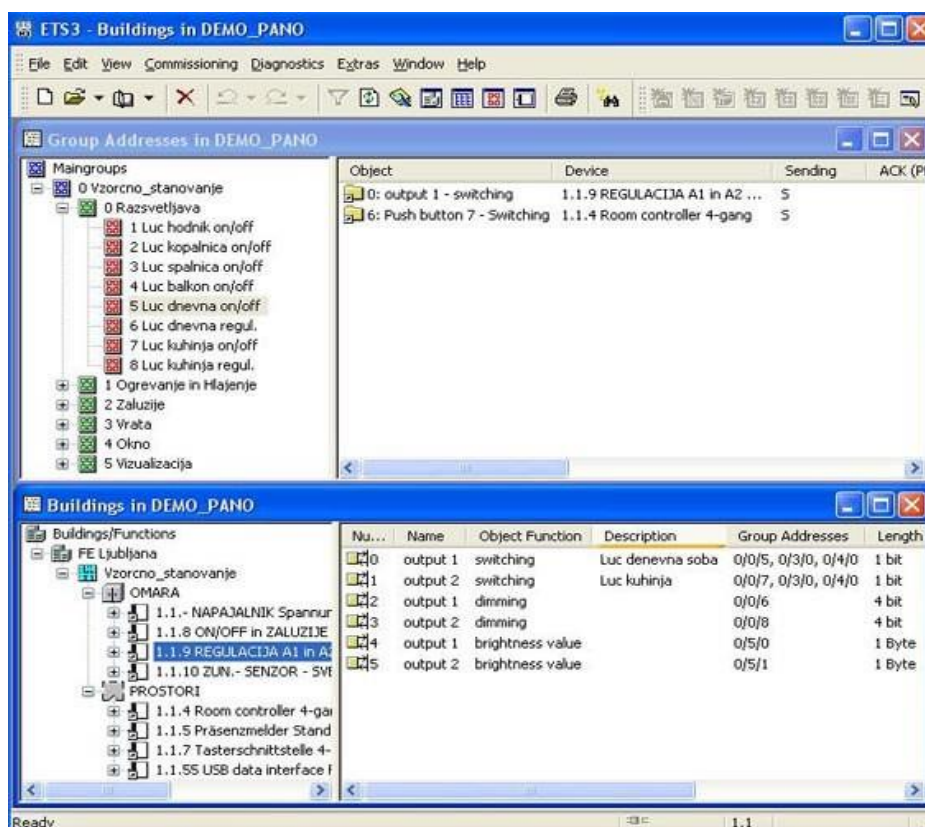 ETS3 - Buildings in DEMO_PANO
File Edit View Commissioning Diagnostics Extras Window Help
Group Addresses in DEMO_PANO
Maingroups
0 Vzorcno_stanovanje
0 Razsvetljava
1 Luc hodnik on/off
2 Luc kopalnica on/off
3 Luc spalnica on/off
4 Luc balkon on/off
5 Luc dnevna on/off
6 Luc dnevna regul.
7 Luc kuhinja on/off
8 Luc kuhinja regul.
1 Ogrevanje in Hlajenje
2 Zaluzije
3 Vrata
4 Okno
5 Vizualizacija
Object Device Sending ACK (P
0: output 1 - switching 1.1.9 REGULACIJA A1 in A2 ... S
6: Push button 7 - Switching 1.1.4 Room controller 4-gang S
Buildings in DEMO_PANO
Buildings/Functions
FE Ljubljana
Vzorcno_stanovanje
OMARA
1.1.- NAPAJALNIK Spannur
1.1.8 ON/OFF in ZALUZIJE
1.1.9 REGULACIJA A1 in A2
1.1.10 ZUN.- SENZOR - SVE
PROSTORI
1.1.4 Room controller 4-gai
1.1.5 Präsenzmelder Stand
1.1.7 Tasterschnittstelle 4-
1.1.55 USB data interface F
Nu... Name Object Function Description Group Addresses Length
0 output 1 switching Luc denevna soba 0/0/5, 0/3/0, 0/4/0 1 bit
1 output 2 switching Luc kuhinja 0/0/7, 0/3/0, 0/4/0 1 bit
2 output 1 dimming 0/0/6 4 bit
3 output 2 dimming 0/0/8 4 bit
4 output 1 brightness value 0/5/0 1 Byte
5 output 2 brightness value 0/5/1 1 Byte
Ready 1.1